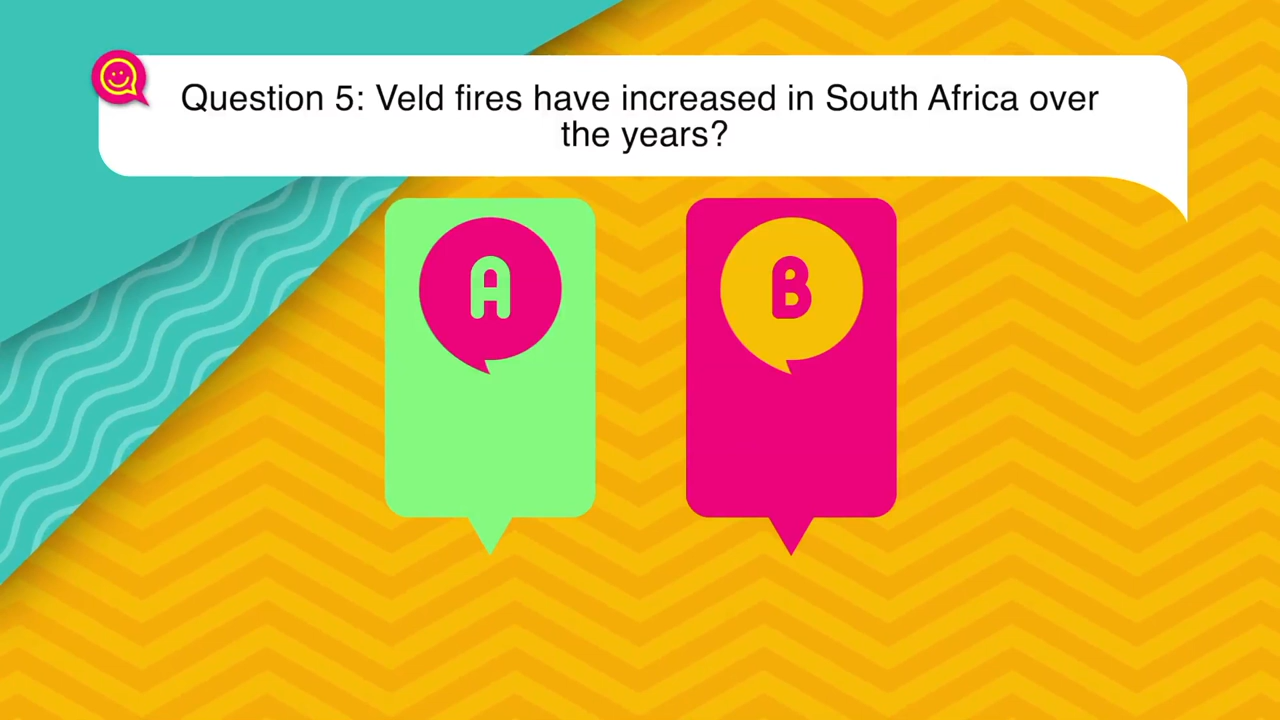 Question 5: Veld fires have increased in South Africa over
the years?
A
B